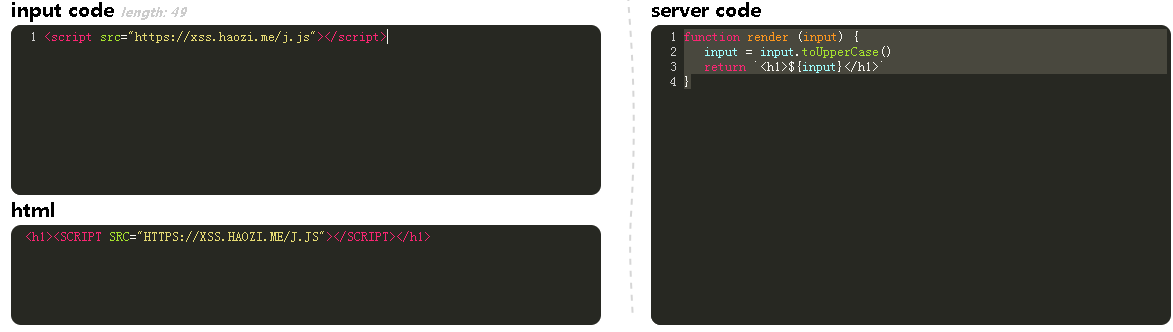 input code length: 49
1 <script src="https://xss.haozi.me/j.js"></script>
html
<h1><SCRIPT SRC="HTTPS://XSS.HAOZI.ME/J.JS"></SCRIPT></h1>
server code
1 function render (input) {
2 input = input.toUpperCase()
3 return `<h1>${input}</h1>`
4 }